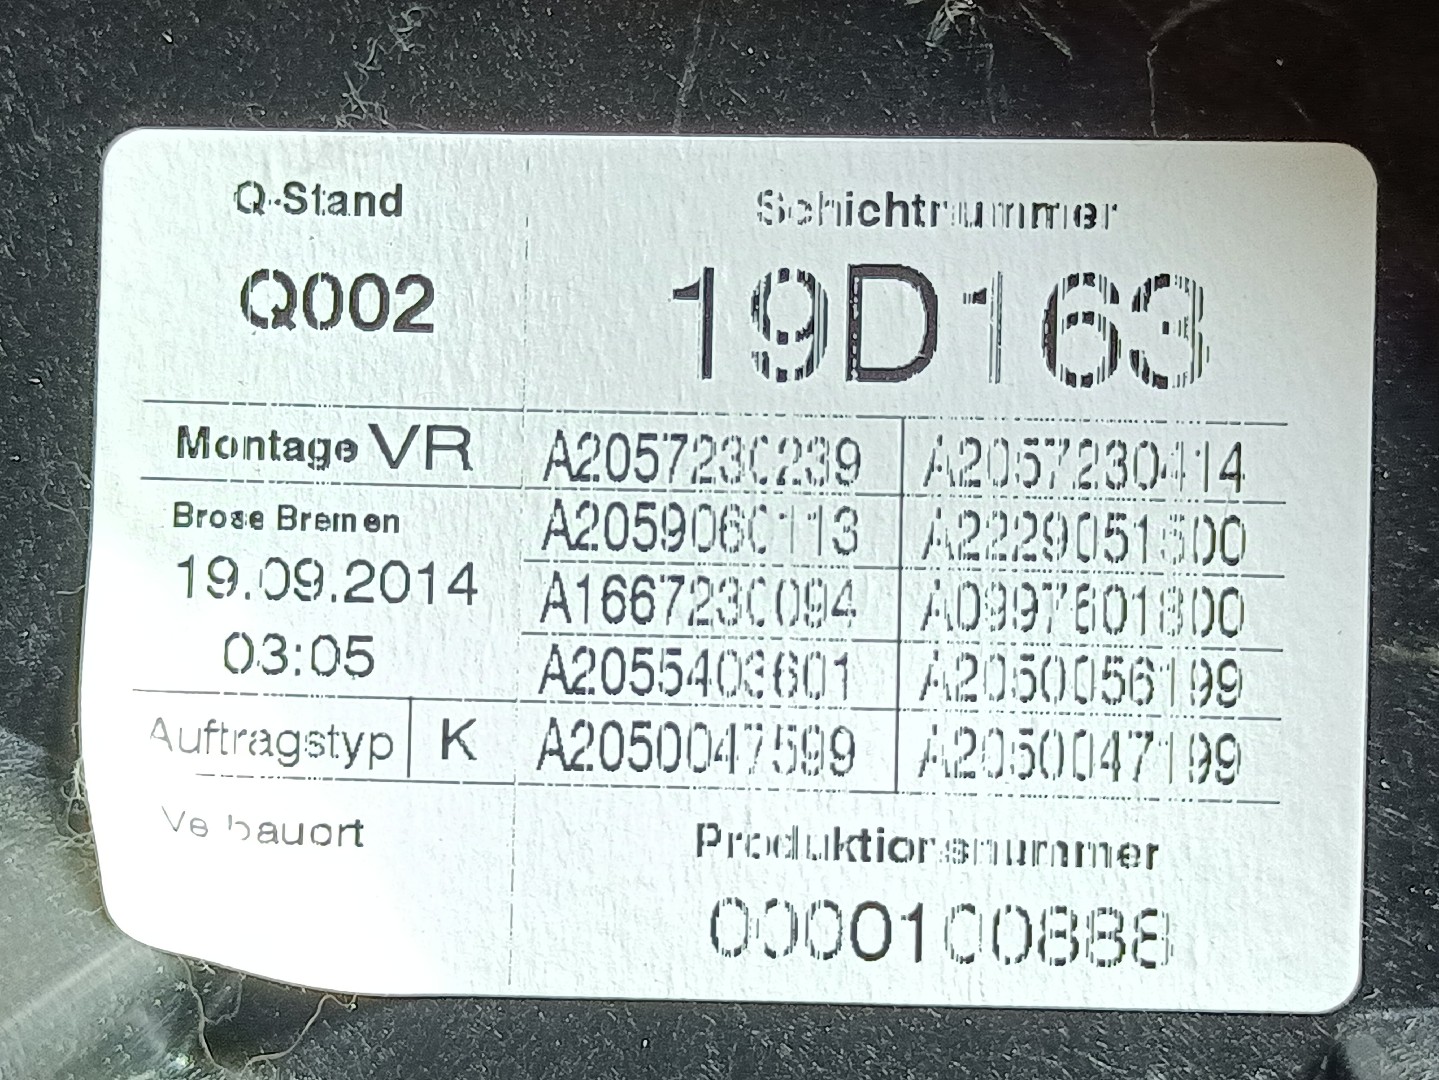 Q-Stand
Schichtnummer
Q002
19D163
Montage VR
A2057230239
A2057230414
Brose Bremen
A2059060113
A2229051500
19.09.2014
A1667230094
A0997601800
03:05
A2055403601
A2050056199
Auftragstyp
K
A2050047599
A2050047199
Verbauort
Produktionsnummer
0000100888